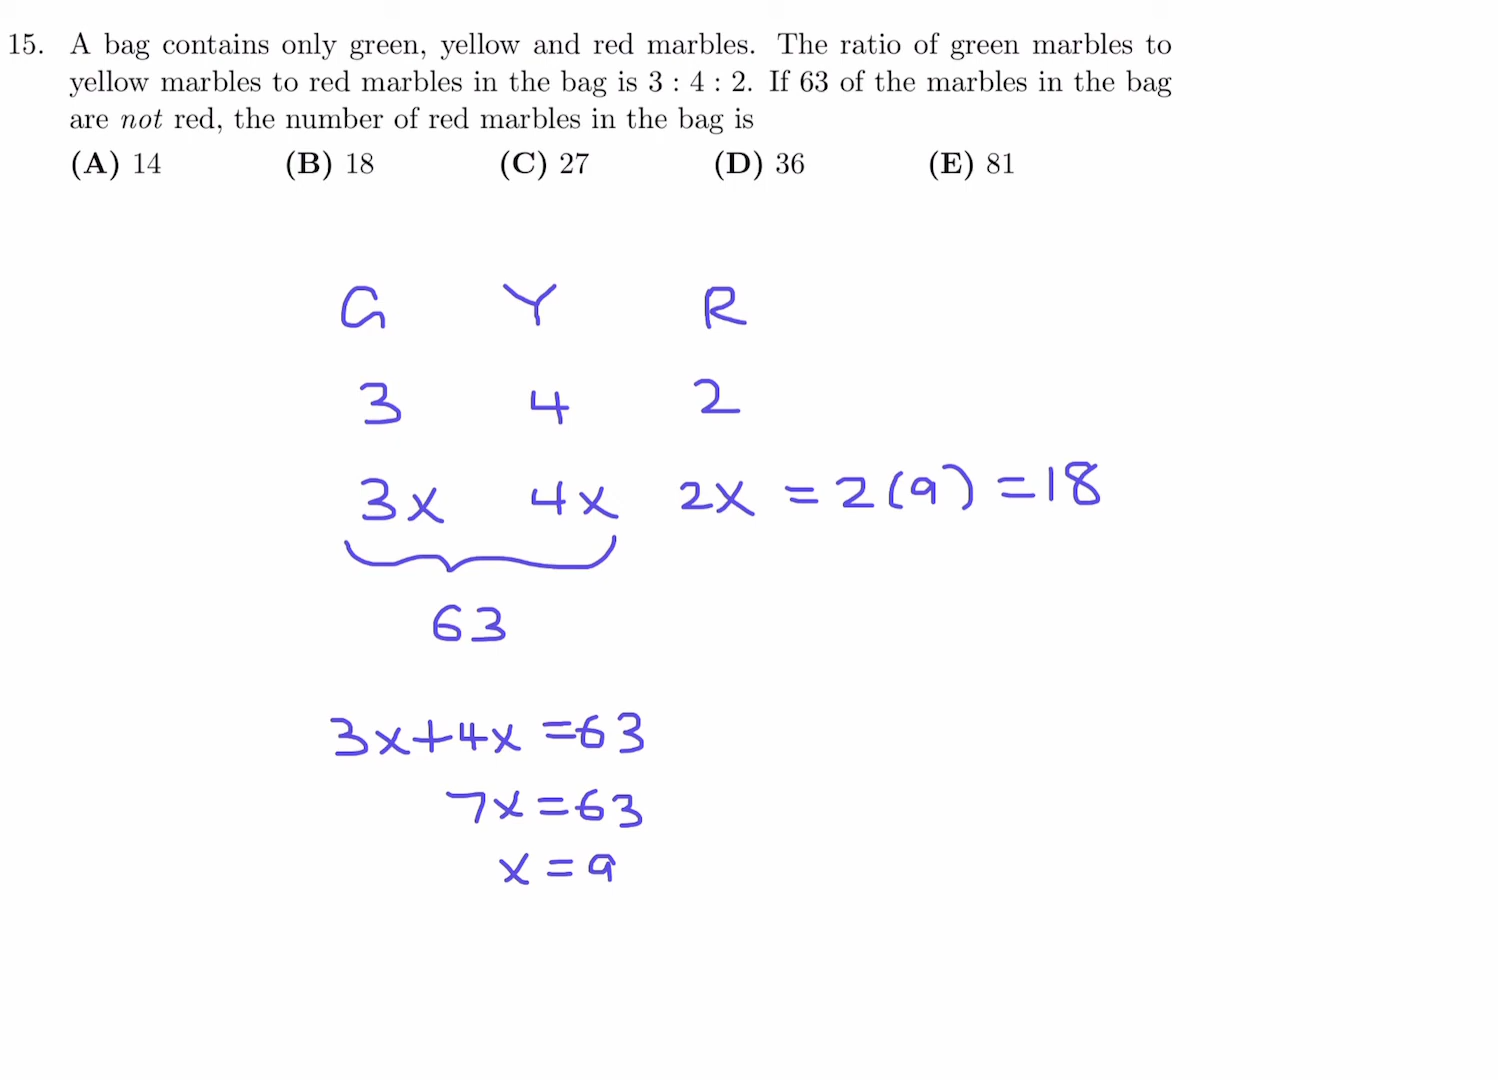 15. A bag contains only green, yellow and red marbles. The ratio of green marbles to
yellow marbles to red marbles in the bag is 3 : 4 : 2. If 63 of the marbles in the bag
are not red, the number of red marbles in the bag is
(A) 14 (B) 18 (C) 27 (D) 36 (E) 81
G Y R
3 4 2
3x 4x 2x = 2(9) = 18
63
3x+4x = 63
7x = 63
x = 9